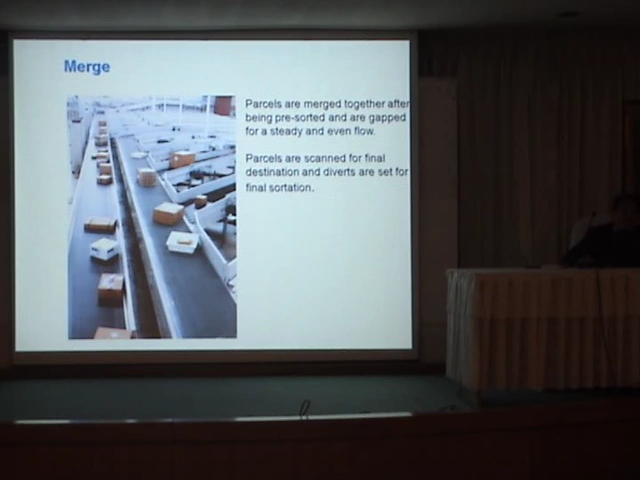 Merge
Parcels are merged together after
being pre-sorted and are gapped
for a steady and even flow.
Parcels are scanned for final
destination and diverts are set for
final sortation.